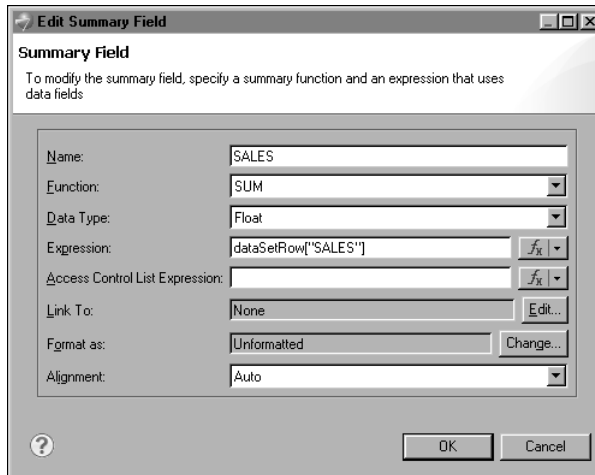 Edit Summary Field
Summary Field
To modify the summary field, specify a summary function and an expression that uses
data fields
Name: SALES
Function: SUM
Data Type: Float
Expression: dataSetRow["SALES"] fx
Access Control List Expression: fx
Link To: None Edit...
Format as: Unformatted Change...
Alignment: Auto
? OK Cancel